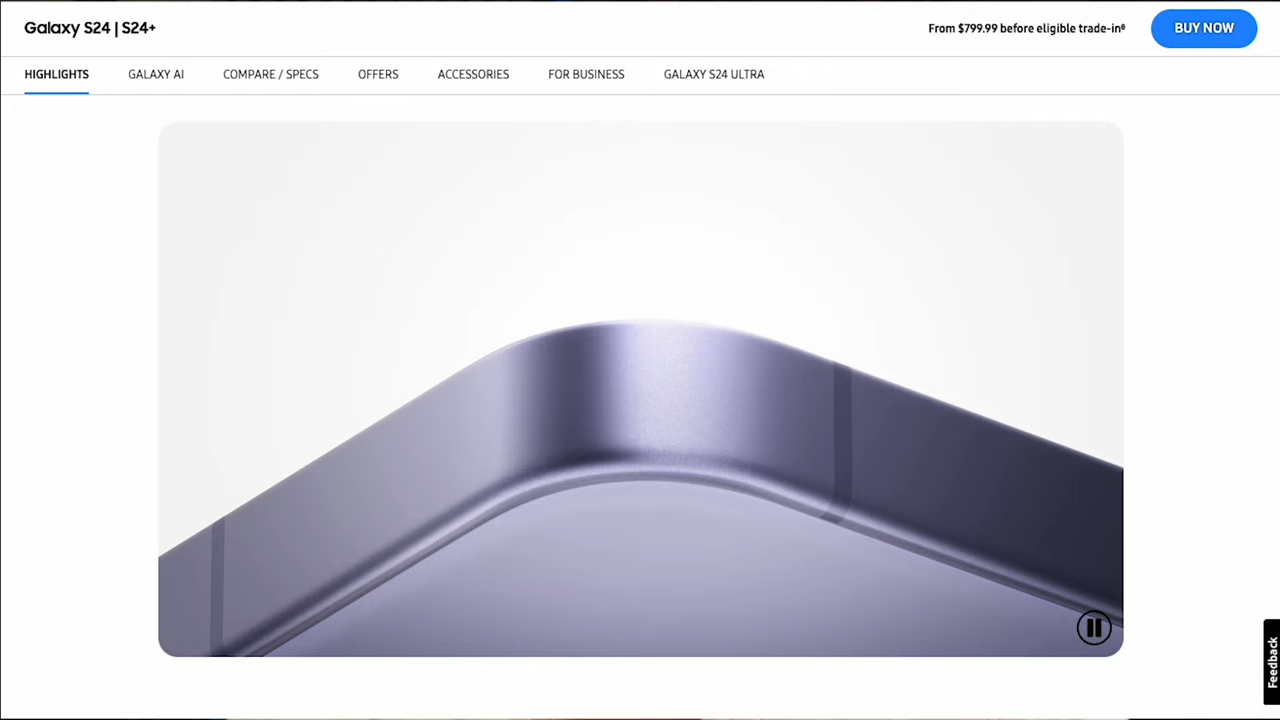 Galaxy S24 | S24+
From $799.99 before eligible trade-in⁶
BUY NOW
HIGHLIGHTS
GALAXY AI
COMPARE / SPECS
OFFERS
ACCESSORIES
FOR BUSINESS
GALAXY S24 ULTRA
Feedback